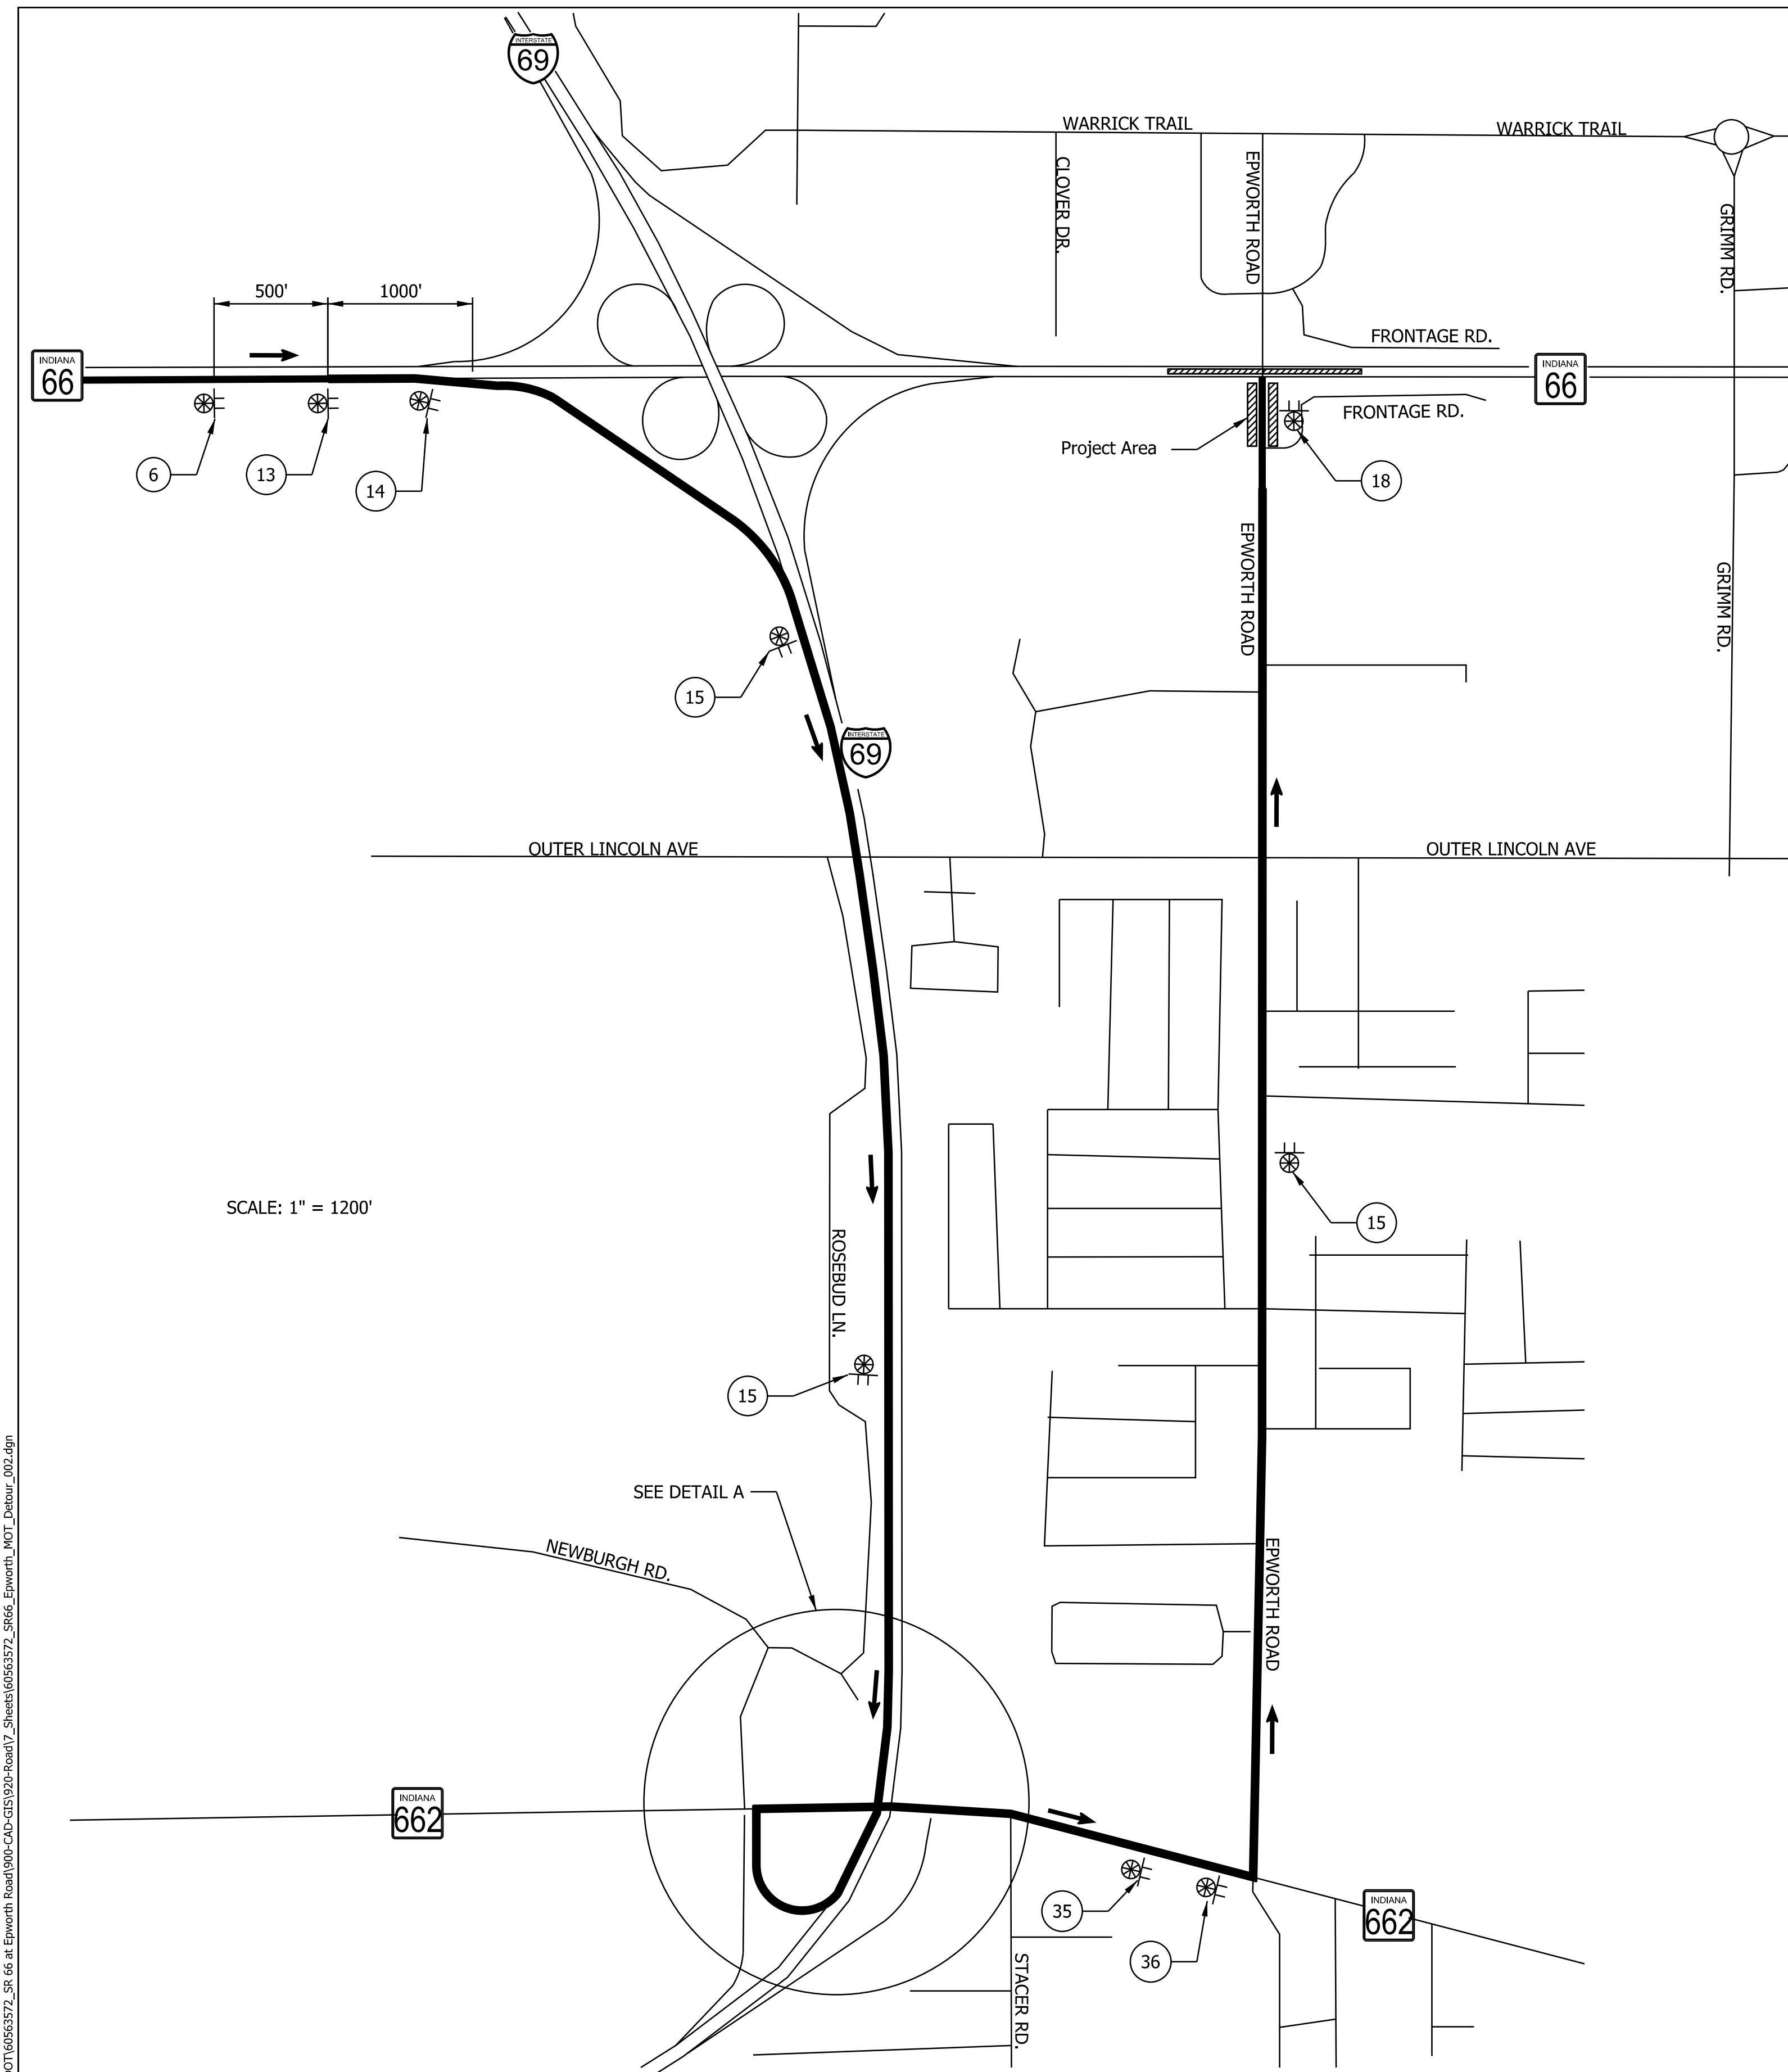 INTERSTATE
69
WARRICK TRAIL
WARRICK TRAIL
CLOVER DR.
EPWORTH ROAD
GRIMM RD.
500'
1000'
FRONTAGE RD.
INDIANA
66
INDIANA
66
FRONTAGE RD.
Project Area
6
13
14
18
EPWORTH ROAD
GRIMM RD.
15
INTERSTATE
69
OUTER LINCOLN AVE
OUTER LINCOLN AVE
SCALE: 1" = 1200'
15
ROSEBUD LN.
15
SEE DETAIL A
NEWBURGH RD.
EPWORTH ROAD
INDIANA
662
35
INDIANA
662
36
STACER RD.
OT\60563572_SR 66 at Epworth Road\900-CAD-GIS\920-Road\7_Sheets\60563572_SR66_Epworth_MOT_Detour_002.dgn